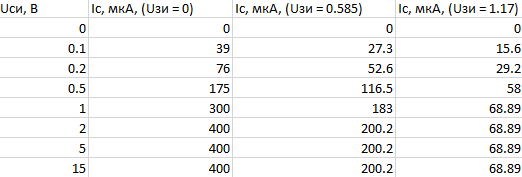 Uси, В Iс, мкА, (Uзи = 0) Iс, мкА, (Uзи = 0.585) Iс, мкА, (Uзи = 1.17)
0 0 0 0
0.1 39 27.3 15.6
0.2 76 52.6 29.2
0.5 175 116.5 58
1 300 183 68.89
2 400 200.2 68.89
5 400 200.2 68.89
15 400 200.2 68.89